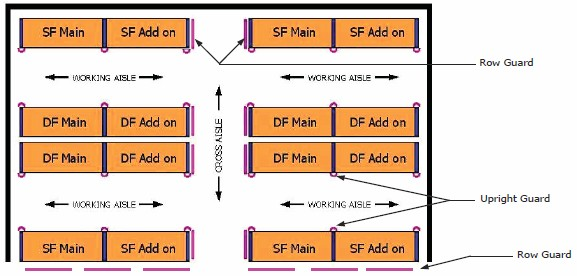 SF Main SF Add on SF Main SF Add on
Row Guard
WORKING AISLE WORKING AISLE
CROSS AISLE
DF Main DF Add on DF Main DF Add on
DF Main DF Add on DF Main DF Add on
Upright Guard
WORKING AISLE WORKING AISLE
SF Main SF Add on SF Main SF Add on
Row Guard